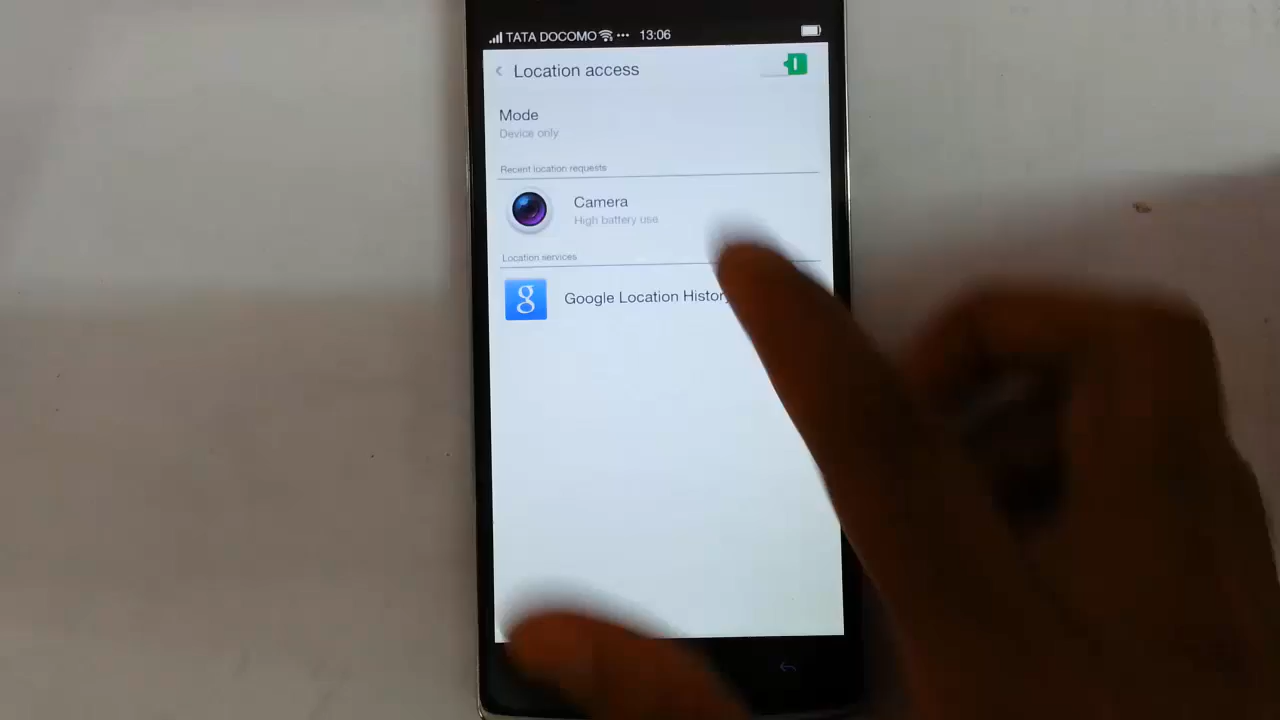 TATA DOCOMO ··· 13:06
Location access
Mode
Device only
Recent location requests
Camera
High battery use
Location services
g Google Location History